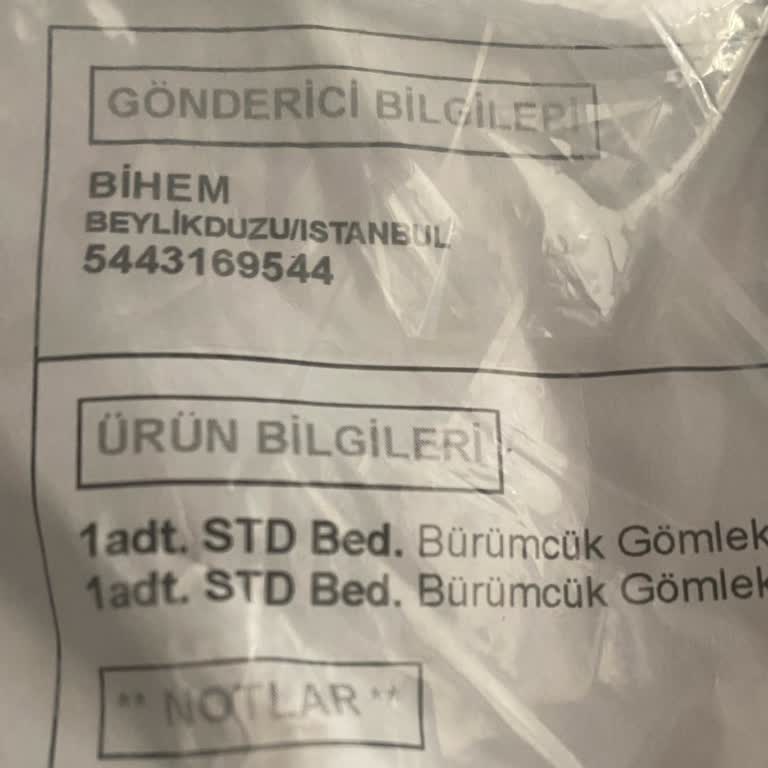 GÖNDERİCİ BİLGİLERİ
BİHEM
BEYLİKDUZU/ISTANBUL
5443169544
ÜRÜN BİLGİLERİ
1adt. STD Bed. Bürümcük Gömlek
1adt. STD Bed. Bürümcük Gömlek
** NOTLAR **